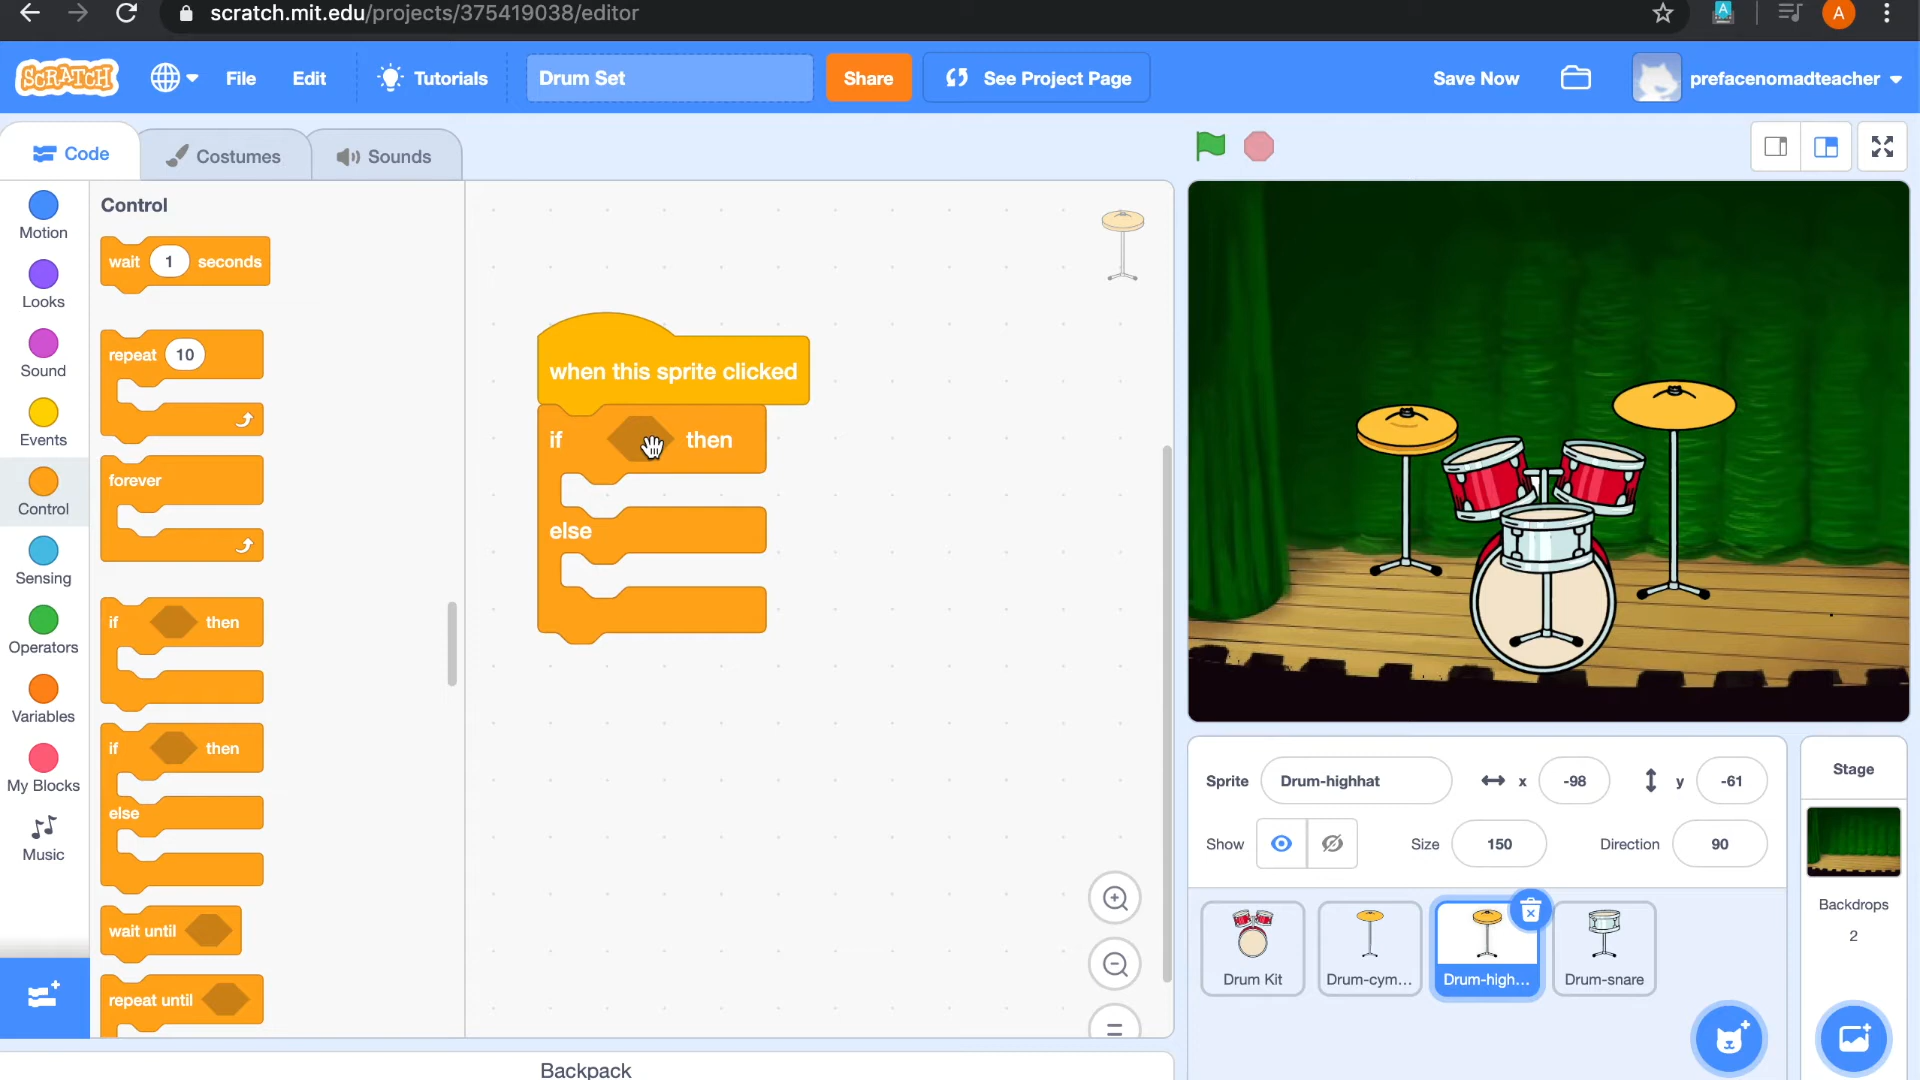 scratch.mit.edu/projects/375419038/editor
A
A
SCRATCH
File
Edit
Tutorials
Drum Set
Share
See Project Page
Save Now
prefacenomadteacher
Code
Costumes
Sounds
Motion
Looks
Sound
Events
Control
Sensing
Operators
Variables
My Blocks
Music
Control
wait 1 seconds
repeat 10
forever
if then
if then
else
wait until
repeat until
when this sprite clicked
if then
else
Backpack
Sprite Drum-highhat x -98 y -61
Show Size 150 Direction 90
Drum Kit
Drum-cym...
Drum-high...
Drum-snare
Stage
Backdrops
2